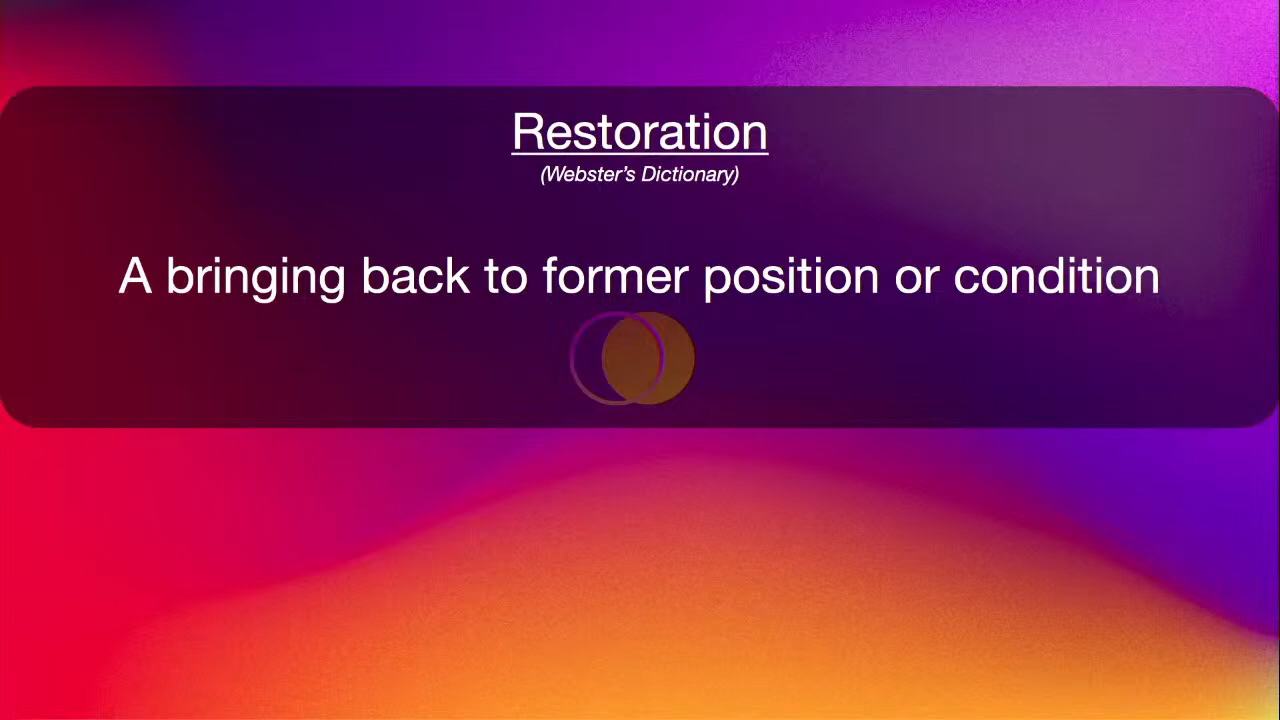 Restoration
(Webster's Dictionary)
A bringing back to former position or condition